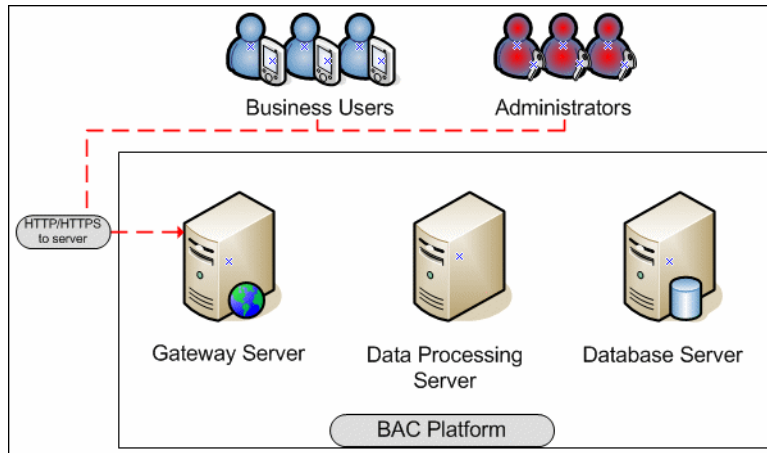 Business Users
Administrators
HTTP/HTTPS
to server
Gateway Server
Data Processing
Server
Database Server
BAC Platform